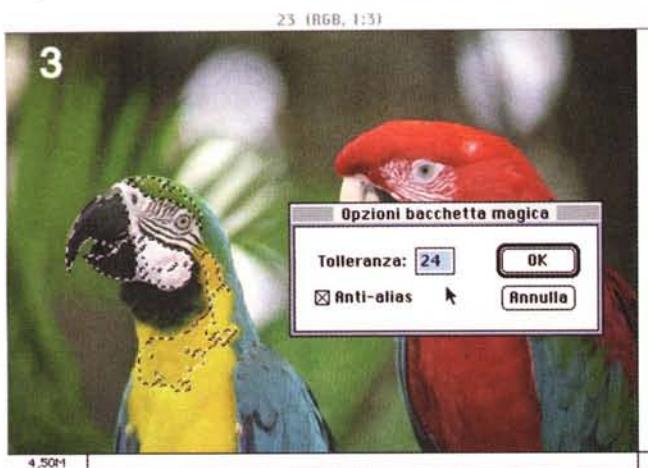 23 (RGB, 1:3)
3
Opzioni bacchetta magica
Tolleranza: 24
OK
Anti-alias
Annulla
4.50M